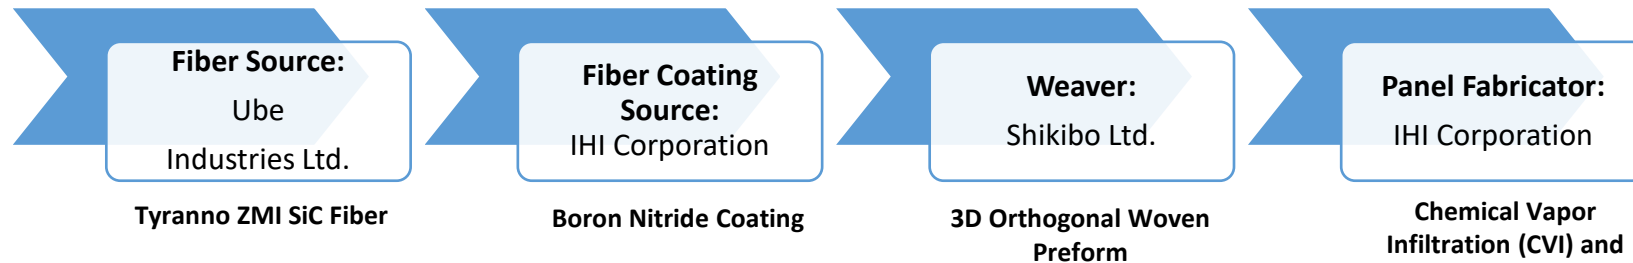 Fiber Source:
Ube
Industries Ltd.
Tyranno ZMI SiC Fiber
Fiber Coating
Source:
IHI Corporation
Boron Nitride Coating
Weaver:
Shikibo Ltd.
3D Orthogonal Woven
Preform
Panel Fabricator:
IHI Corporation
Chemical Vapor
Infiltration (CVI) and